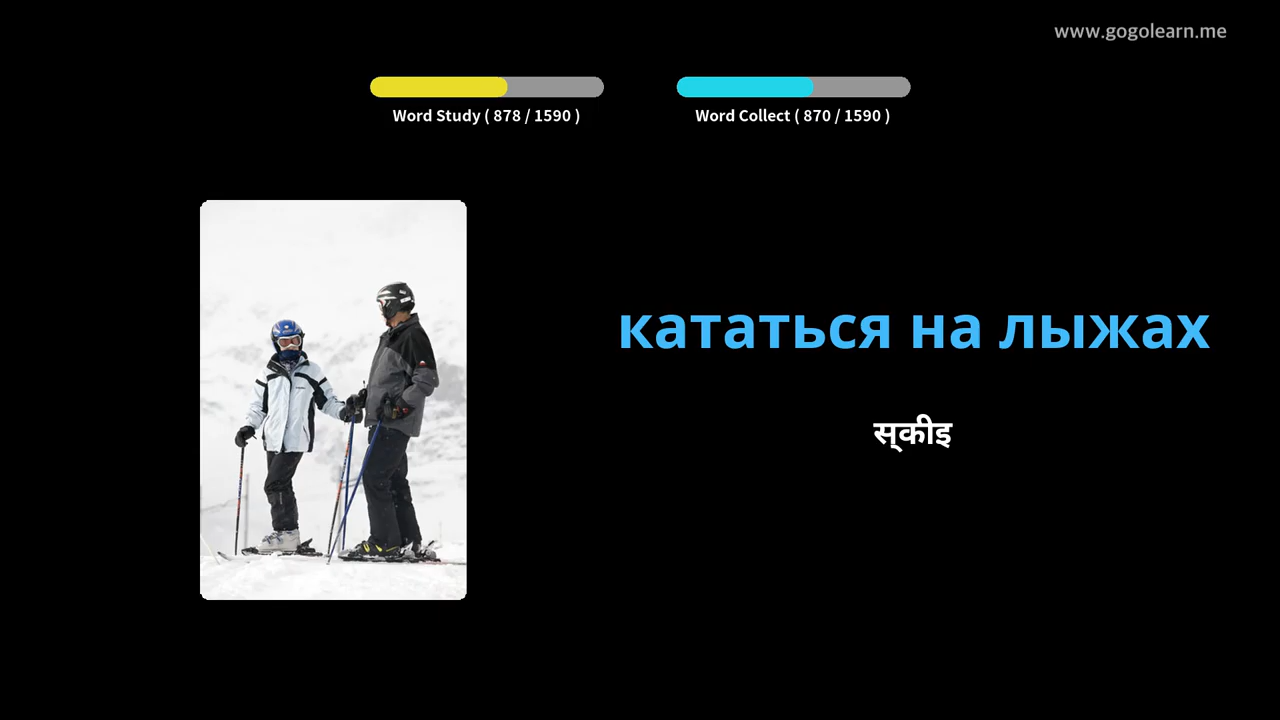 www.gogolearn.me
Word Study ( 878 / 1590 )
Word Collect ( 870 / 1590 )
кататься на лыжах
स्कीइ